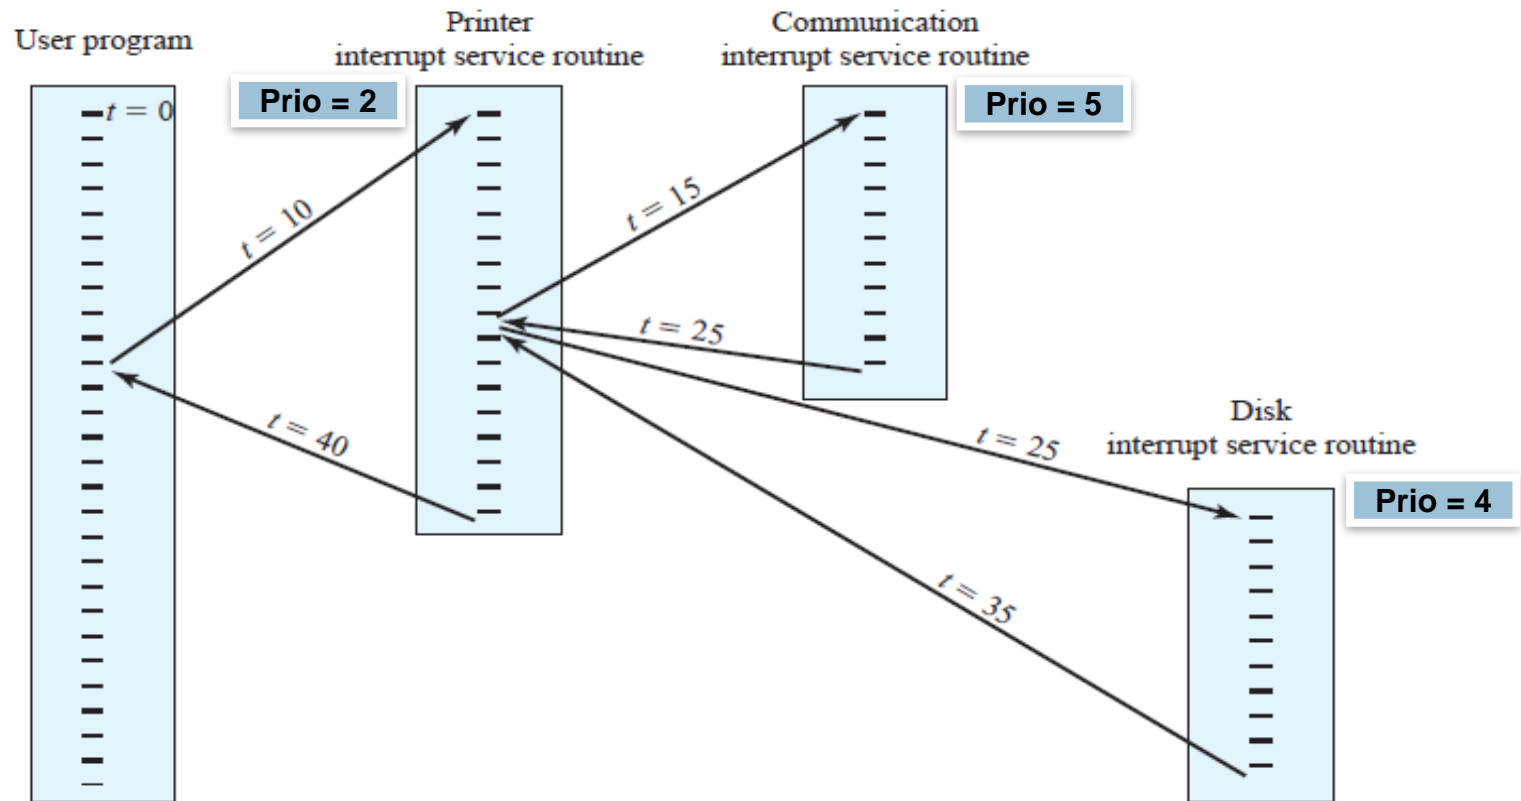 User program
Printer
interrupt service routine
Communication
interrupt service routine
Prio = 2
Prio = 5
t = 0
t = 10
t = 15
t = 25
t = 40
t = 25
Disk
interrupt service routine
Prio = 4
t = 35